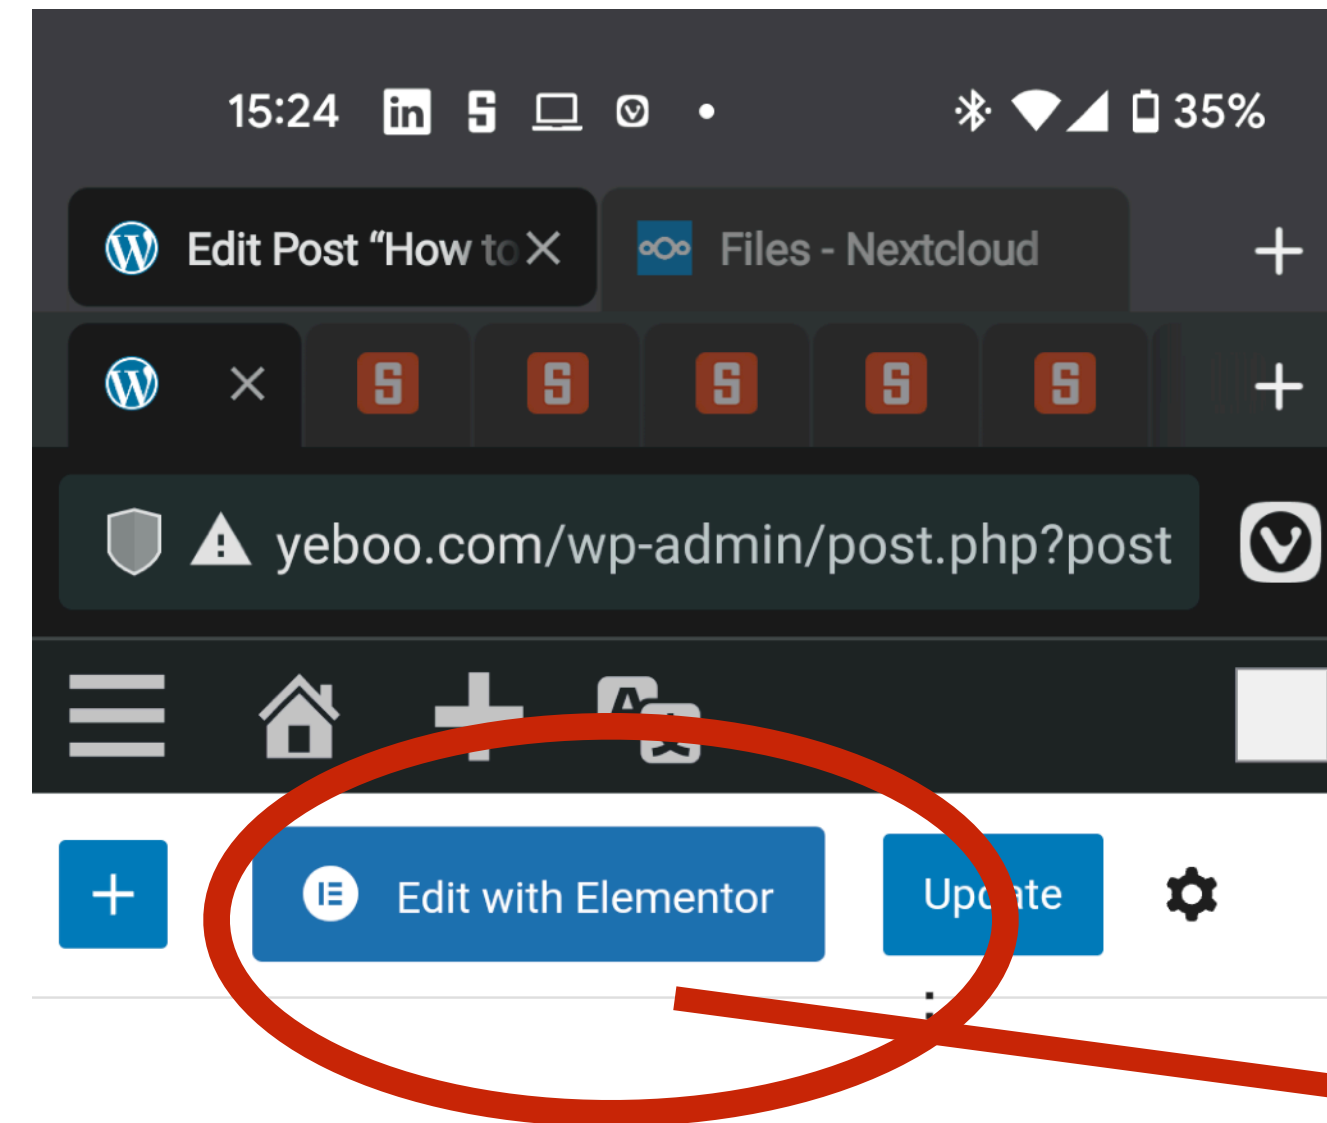 15:24 in S 35%
Edit Post “How to Files - Nextcloud
S S S S S
yeboo.com/wp-admin/post.php?post
Edit with Elementor Update